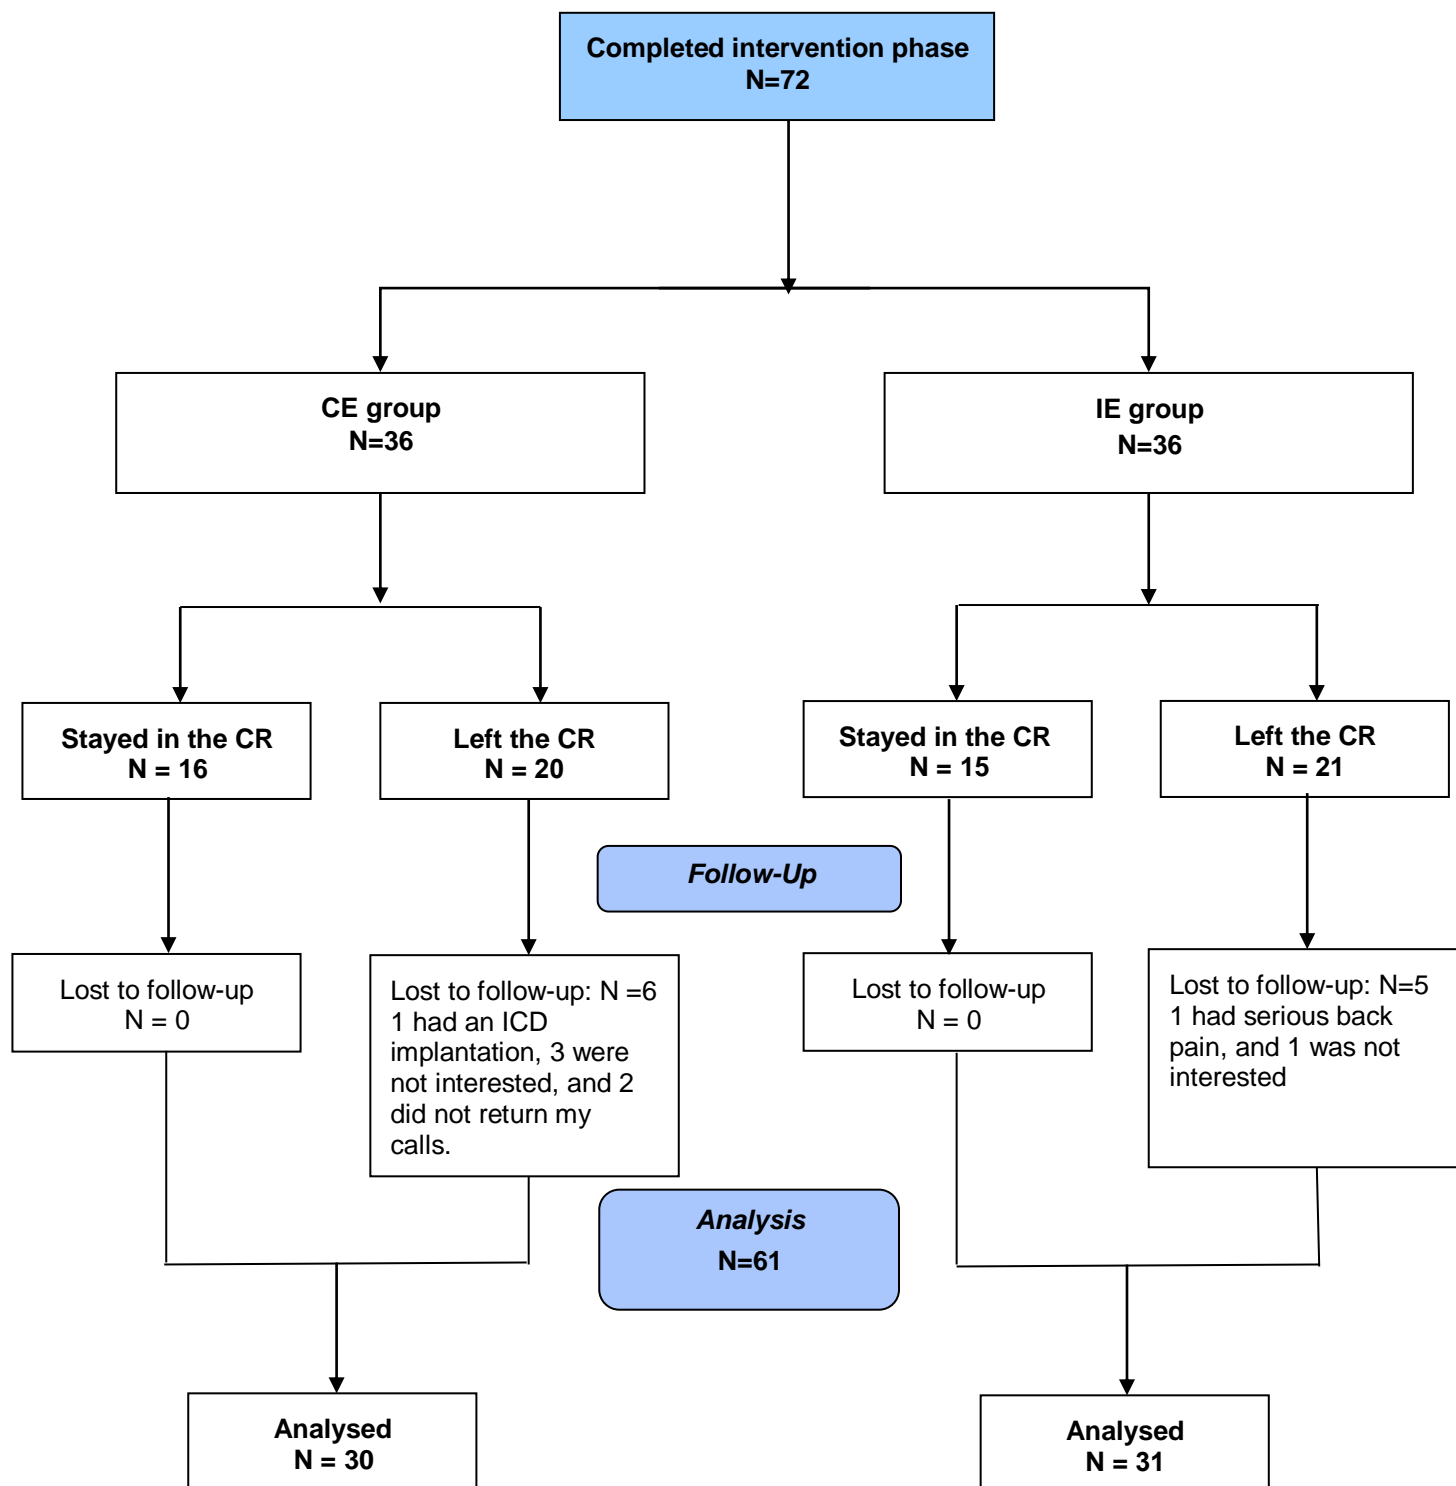 Completed intervention phase
N=72
CE group
N=36
IE group
N=36
Stayed in the CR
N = 16
Left the CR
N = 20
Stayed in the CR
N = 15
Left the CR
N = 21
Follow-Up
Lost to follow-up
N = 0
Lost to follow-up: N =6
1 had an ICD
implantation, 3 were
not interested, and 2
did not return my
calls.
Lost to follow-up
N = 0
Lost to follow-up: N=5
1 had serious back
pain, and 1 was not
interested
Analysis
N=61
Analysed
N = 30
Analysed
N = 31